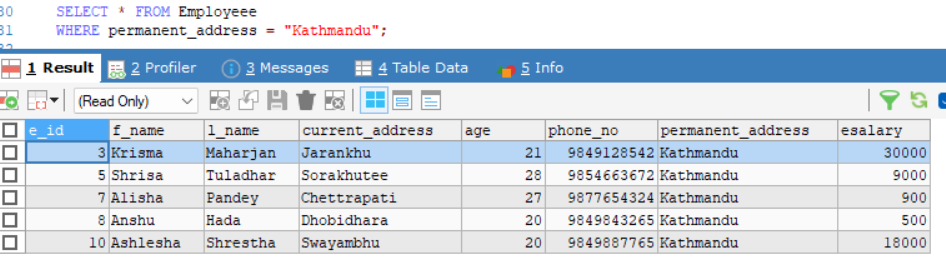 30 SELECT * FROM Employeee
31 WHERE permanent_address = "Kathmandu";
32
1 Result 2 Profiler 3 Messages 4 Table Data 5 Info
(Read Only)
e_id f_name l_name current_address age phone_no permanent_address esalary
3 Krisma Maharjan Jarankhu 21 9849128542 Kathmandu 30000
5 Shrisa Tuladhar Sorakhutee 28 9854663672 Kathmandu 9000
7 Alisha Pandey Chettrapati 27 9877654324 Kathmandu 900
8 Anshu Hada Dhobidhara 20 9849843265 Kathmandu 500
10 Ashlesha Shrestha Swayambhu 20 9849887765 Kathmandu 18000